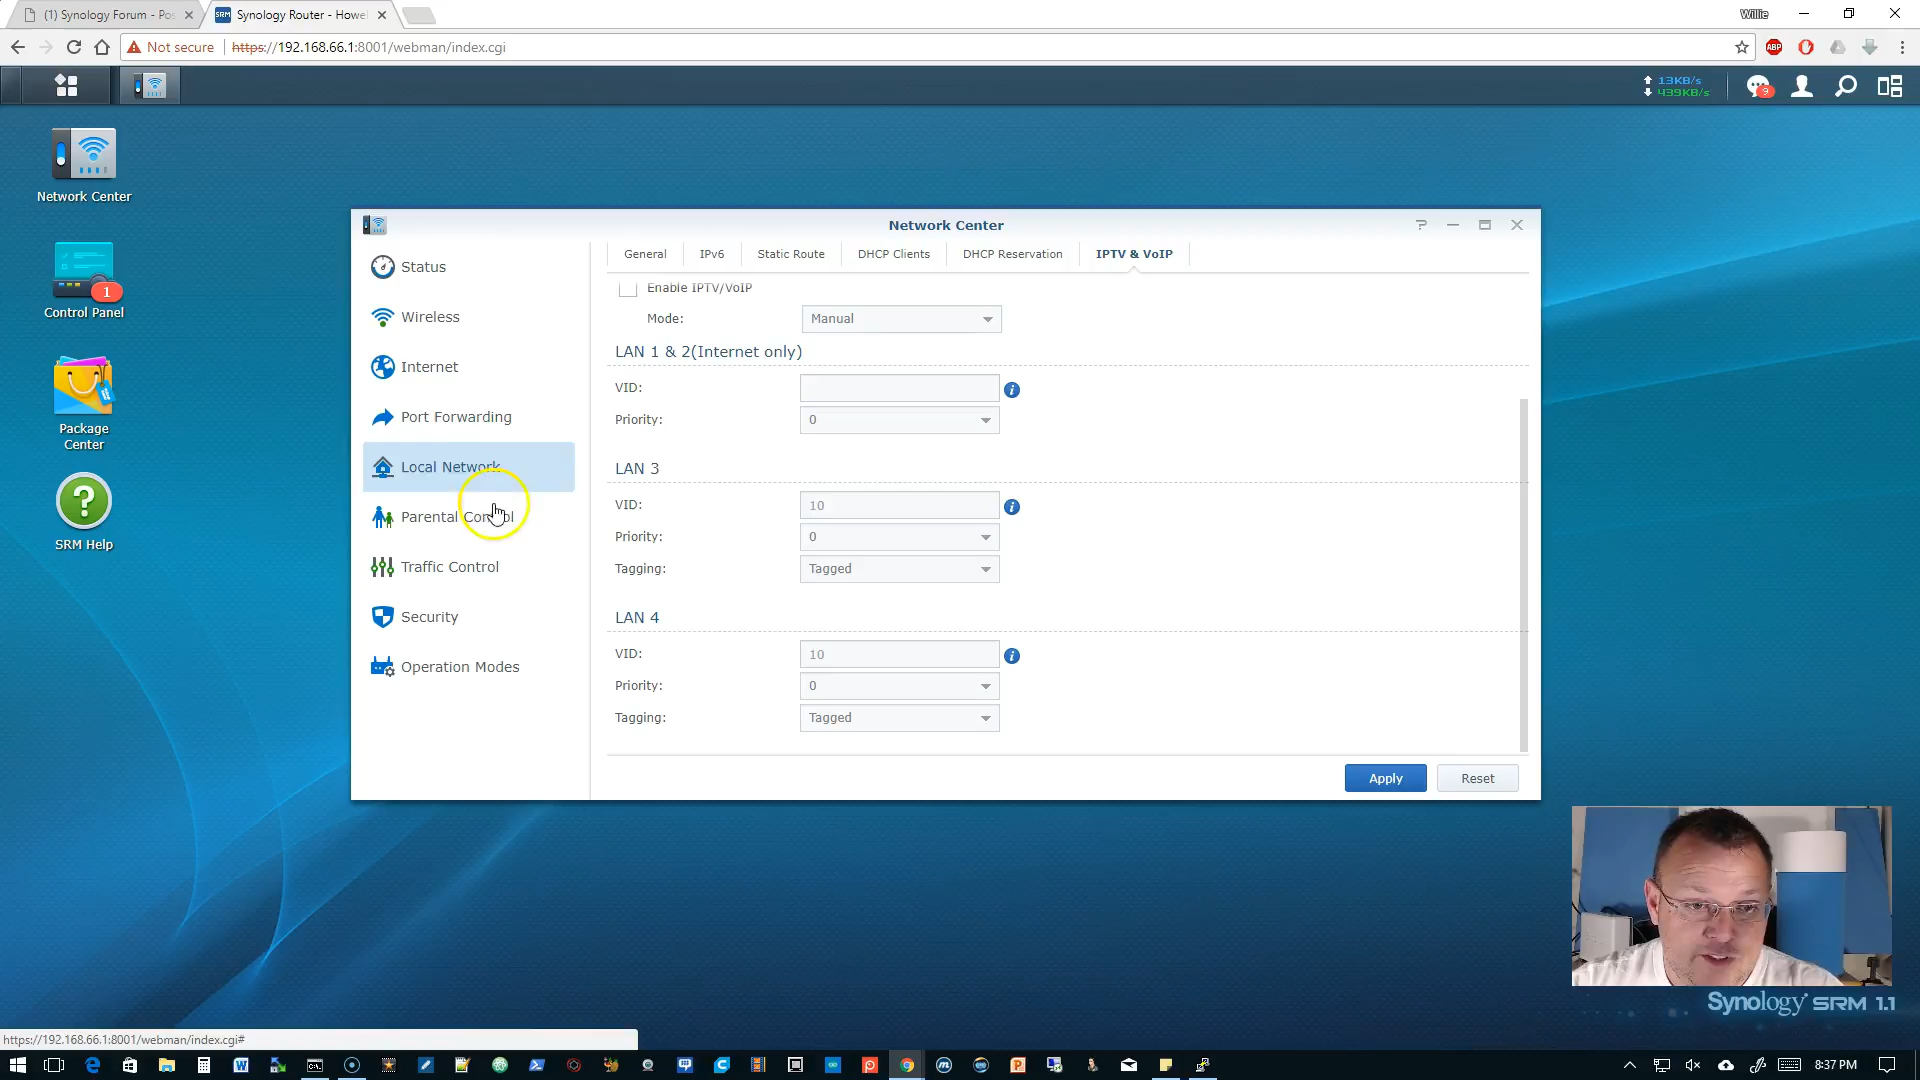 (1) Synology Forum - Pos
Synology Router - Howel
Willie
Not secure
https://192.168.66.1:8001/webman/index.cgi
ABP
13KB/s
439KB/s
9
Network Center
1
Control Panel
Package
Center
?
SRM Help
Network Center
Status
Wireless
Internet
Port Forwarding
Local Network
Parental Control
Traffic Control
Security
Operation Modes
General
IPv6
Static Route
DHCP Clients
DHCP Reservation
IPTV & VoIP
Enable IPTV/VoIP
Mode:
Manual
LAN 1 & 2(Internet only)
VID:
Priority:
0
LAN 3
VID:
10
Priority:
0
Tagging:
Tagged
LAN 4
VID:
10
Priority:
0
Tagging:
Tagged
Apply
Reset
Synology SRM 1.1
https://192.168.66.1:8001/webman/index.cgi#
8:37 PM